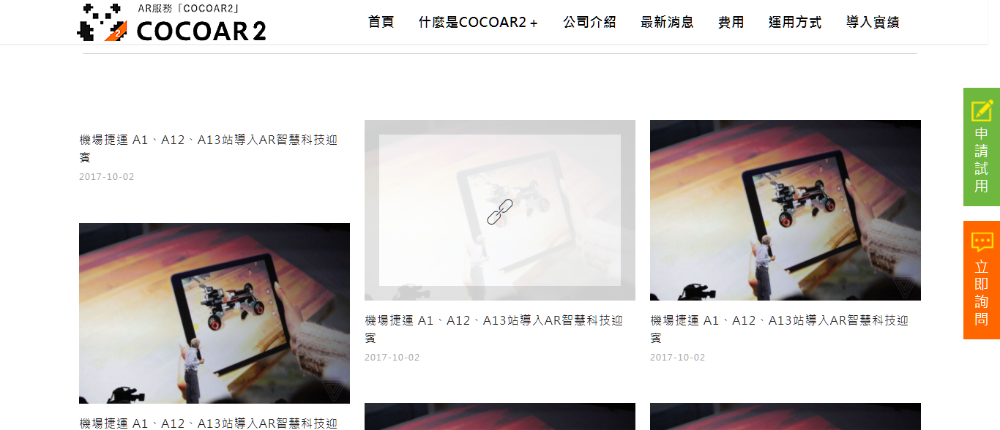 AR服務「COCOAR2」
COCOAR2
首頁 什麼是COCOAR2+ 公司介紹 最新消息 費用 運用方式 導入實績
機場捷運 A1、A12、A13站導入AR智慧科技迎
賓
2017-10-02
機場捷運 A1、A12、A13站導入AR智慧科技迎
賓
2017-10-02
機場捷運 A1、A12、A13站導入AR智慧科技迎
賓
2017-10-02
機場捷運 A1、A12、A13站導入AR智慧科技迎
申請試用
立即詢問